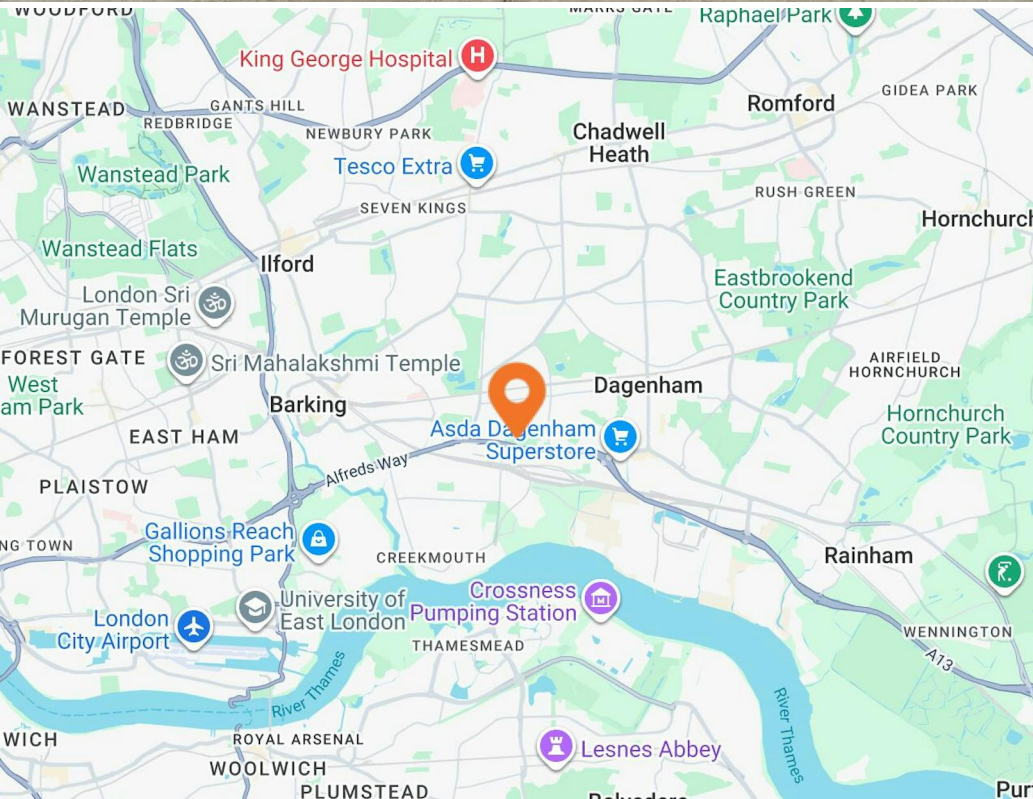 WOODFORD
MARKS GATE
Raphael Park
King George Hospital
H
WANSTEAD
GANTS HILL
REDBRIDGE
NEWBURY PARK
Romford
GIDEA PARK
Chadwell
Heath
Wanstead Park
Tesco Extra
RUSH GREEN
SEVEN KINGS
Hornchurch
Wanstead Flats
Ilford
Eastbrookend
Country Park
London Sri
Murugan Temple
ॐ
FOREST GATE
ॐ
Sri Mahalakshmi Temple
AIRFIELD
HORNCHURCH
West
am Park
Barking
Dagenham
Hornchurch
Country Park
EAST HAM
Asda Dagenham
Superstore
Alfreds Way
PLAISTOW
Gallions Reach
Shopping Park
NG TOWN
CREEKMOUTH
Rainham
Crossness
Pumping Station
M
University of
East London
London
City Airport
THAMESMEAD
WENNINGTON
A13
River Thames
River Thames
WICH
ROYAL ARSENAL
Lesnes Abbey
WOOLWICH
PLUMSTEAD
Belvedere
Pur